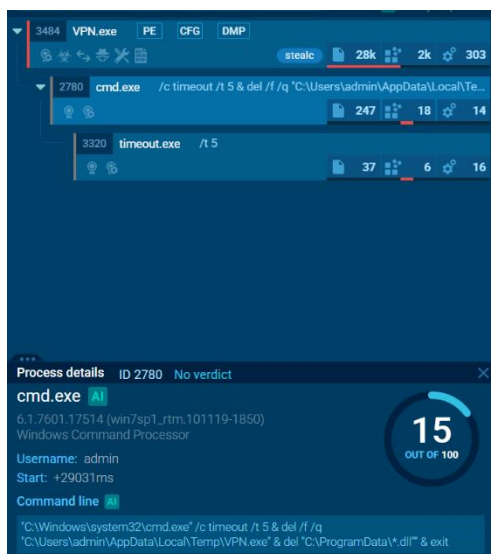 3484 VPN.exe PE CFG DMP
stealc 28k 2k 303
2780 cmd.exe /c timeout /t 5 & del /f /q "C:\Users\admin\AppData\Local\Te...
247 18 14
3320 timeout.exe /t 5
37 6 16
Process details ID 2780 No verdict
cmd.exe AI
6.1.7601.17514 (win7sp1_rtm.101119-1850)
Windows Command Processor
15
OUT OF 100
Username: admin
Start: +29031ms
Command line AI
"C:\Windows\system32\cmd.exe" /c timeout /t 5 & del /f /q
"C:\Users\admin\AppData\Local\Temp\VPN.exe" & del "C:\ProgramData\*.dll"" & exit